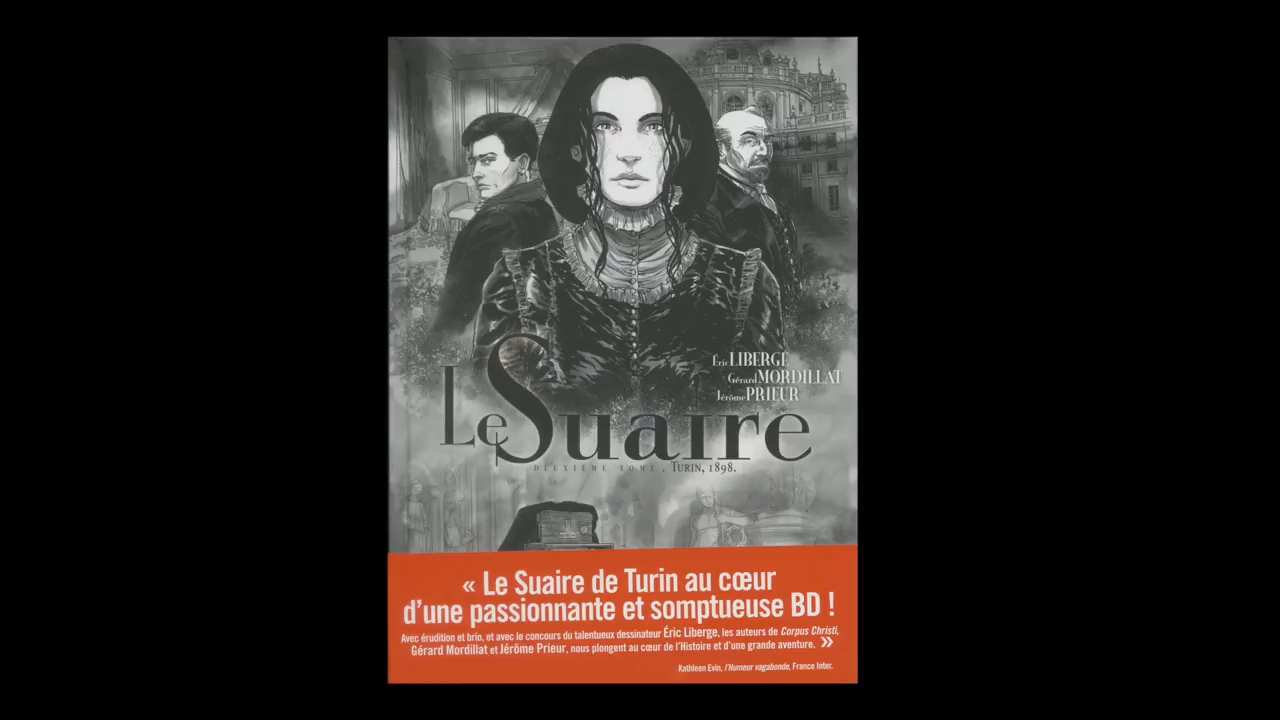 Éric LIBERGE
Gérard MORDILLAT
Jérôme PRIEUR
Le Suaire
DEUXIÈME TOME . TURIN, 1898.
« Le Suaire de Turin au cœur
d'une passionnante et somptueuse BD !
Avec érudition et brio, et avec le concours du talentueux dessinateur Éric Liberge, les auteurs de Corpus Christi,
Gérard Mordillat et Jérôme Prieur, nous plongent au cœur de l'Histoire et d'une grande aventure. »
Kathleen Evin, l'Humeur vagabonde, France Inter.